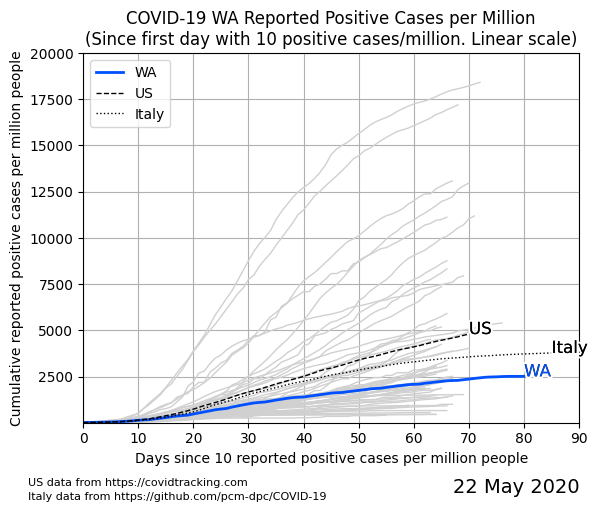 COVID-19 WA Reported Positive Cases per Million
(Since first day with 10 positive cases/million. Linear scale)
Cumulative reported positive cases per million people
20000
17500
15000
12500
10000
7500
5000
2500
WA
US
Italy
US
Italy
WA
0 10 20 30 40 50 60 70 80 90
Days since 10 reported positive cases per million people
US data from https://covidtracking.com
Italy data from https://github.com/pcm-dpc/COVID-19
22 May 2020